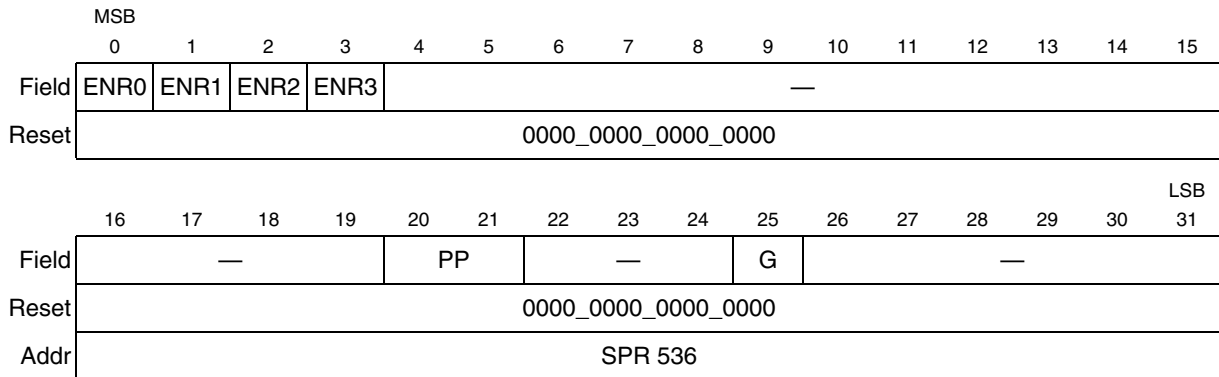 MSB
0 1 2 3 4 5 6 7 8 9 10 11 12 13 14 15
Field ENR0 ENR1 ENR2 ENR3 —
Reset 0000_0000_0000_0000
LSB
16 17 18 19 20 21 22 23 24 25 26 27 28 29 30 31
Field — PP — G —
Reset 0000_0000_0000_0000
Addr SPR 536